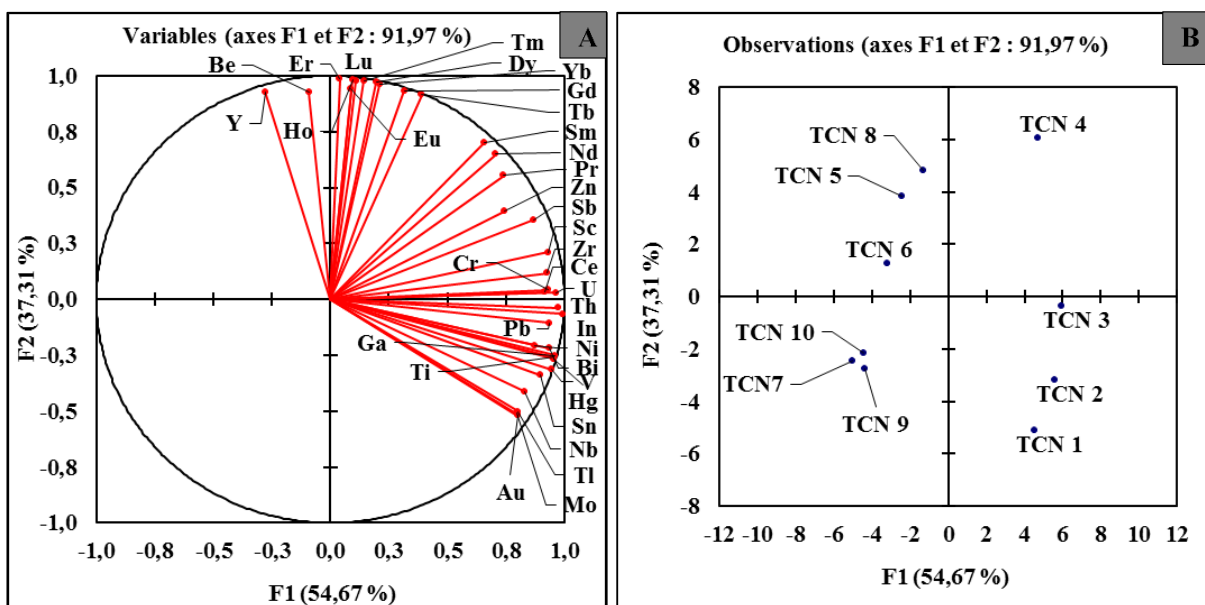 Variables (axes F1 et F2 : 91,97 %)
A
Tm
Er
Lu
Dy
Be
Yb
Gd
Tb
Y
Ho
Eu
Sm
Nd
Pr
Zn
Sb
Sc
Cr
Zr
Ce
U
Th
Pb
In
Ga
Ni
Ti
Bi
V
Hg
Sn
Nb
Tl
Au
Mo
1,0
0,8
0,5
0,3
0,0
-0,3
-0,5
-0,8
-1,0
F2 (37,31 %)
-1,0
-0,8
-0,5
-0,3
0,0
0,3
0,5
0,8
1,0
F1 (54,67 %)
Observations (axes F1 et F2 : 91,97 %)
B
TCN 4
TCN 8
TCN 5
TCN 6
TCN 3
TCN 10
TCN7
TCN 2
TCN 9
TCN 1
8
6
4
2
0
-2
-4
-6
-8
F2 (37,31 %)
-12 -10 -8 -6 -4 -2 0 2 4 6 8 10 12
F1 (54,67 %)